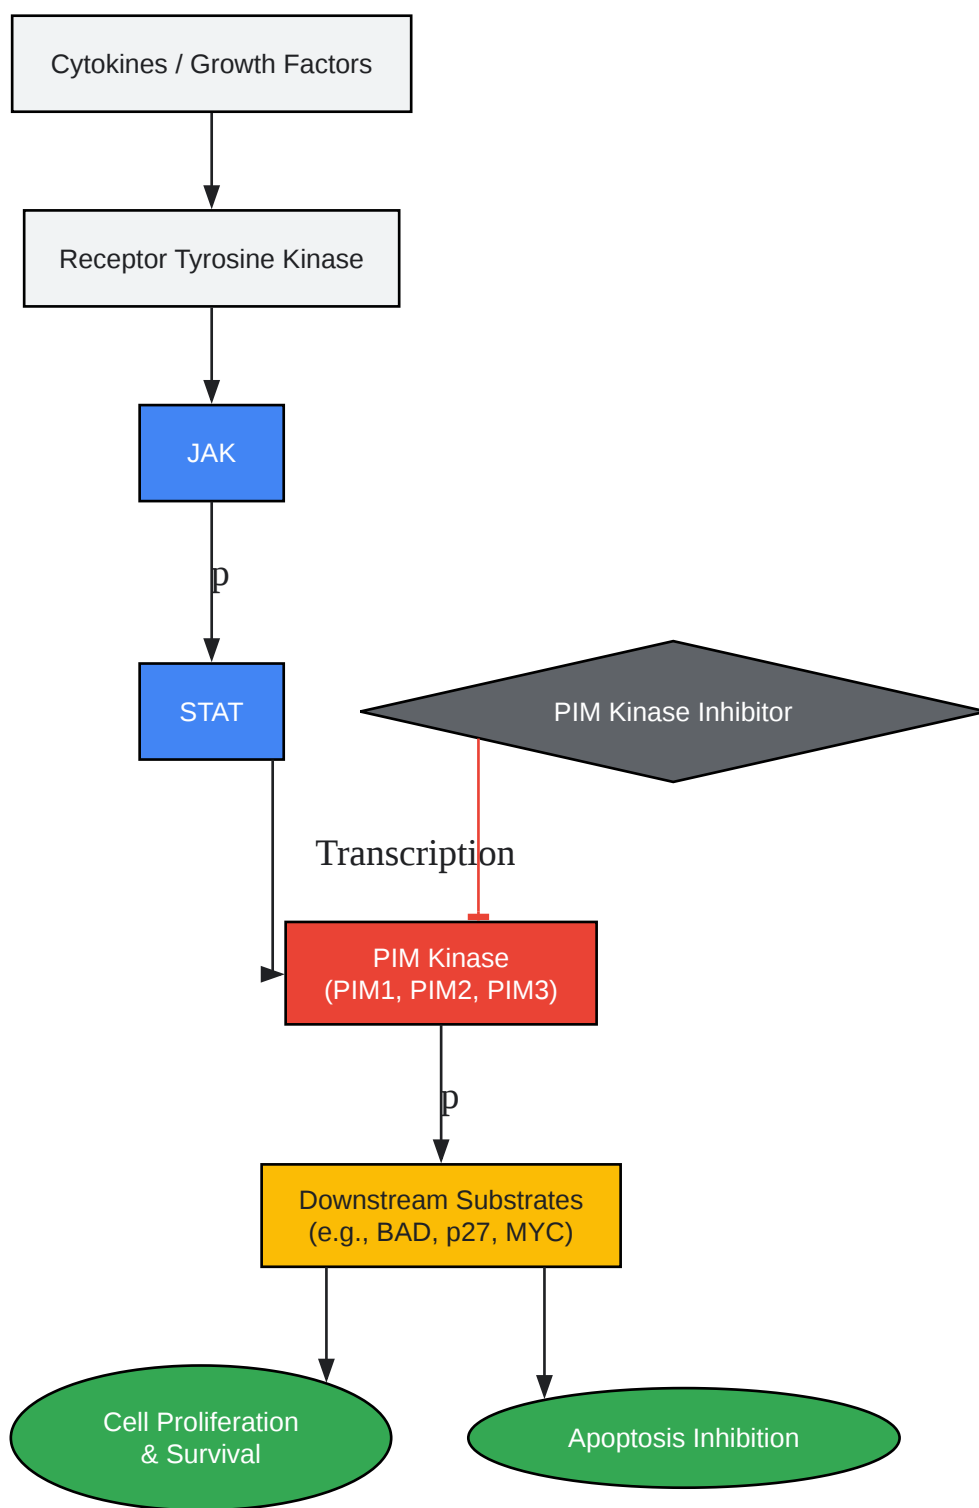 Cytokines / Growth Factors
Receptor Tyrosine Kinase
JAK
p
STAT
PIM Kinase Inhibitor
Transcription
PIM Kinase
(PIM1, PIM2, PIM3)
p
Downstream Substrates
(e.g., BAD, p27, MYC)
Cell Proliferation
& Survival
Apoptosis Inhibition